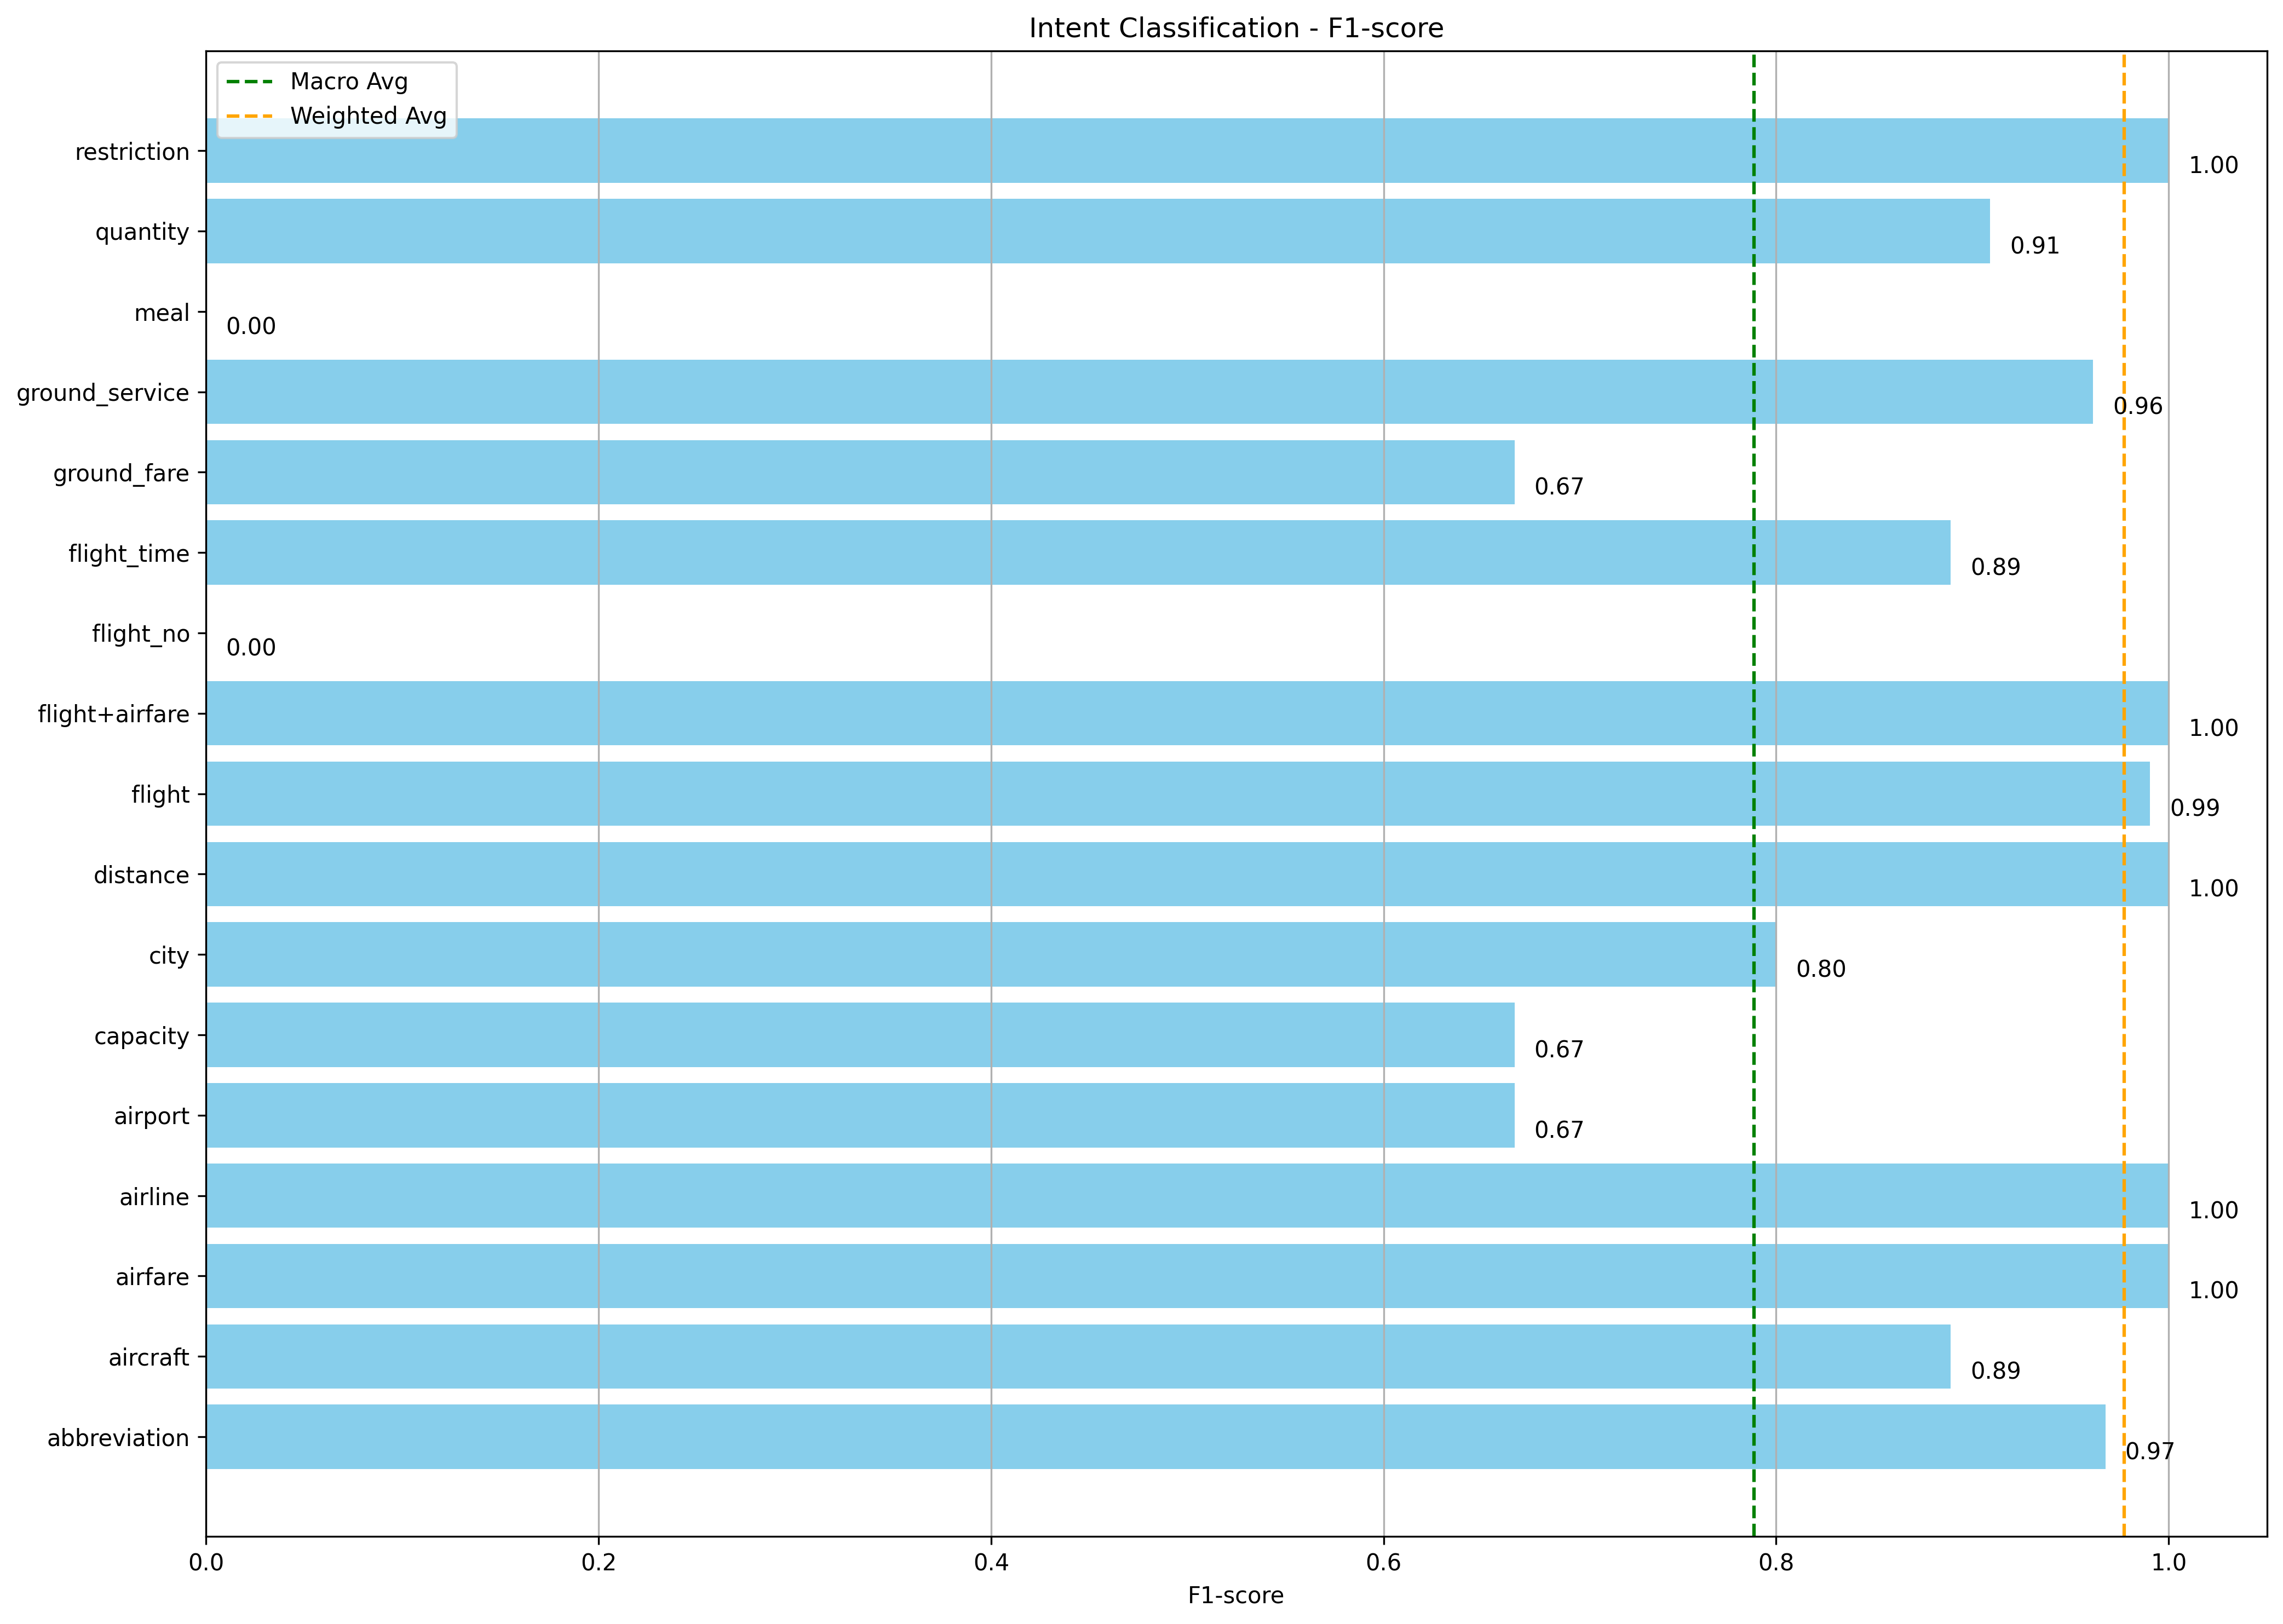 Intent Classification - F1-score
Macro Avg
Weighted Avg
restriction 1.00
quantity 0.91
meal 0.00
ground_service 0.96
ground_fare 0.67
flight_time 0.89
flight_no 0.00
flight+airfare 1.00
flight 0.99
distance 1.00
city 0.80
capacity 0.67
airport 0.67
airline 1.00
airfare 1.00
aircraft 0.89
abbreviation 0.97
0.0 0.2 0.4 0.6 0.8 1.0
F1-score